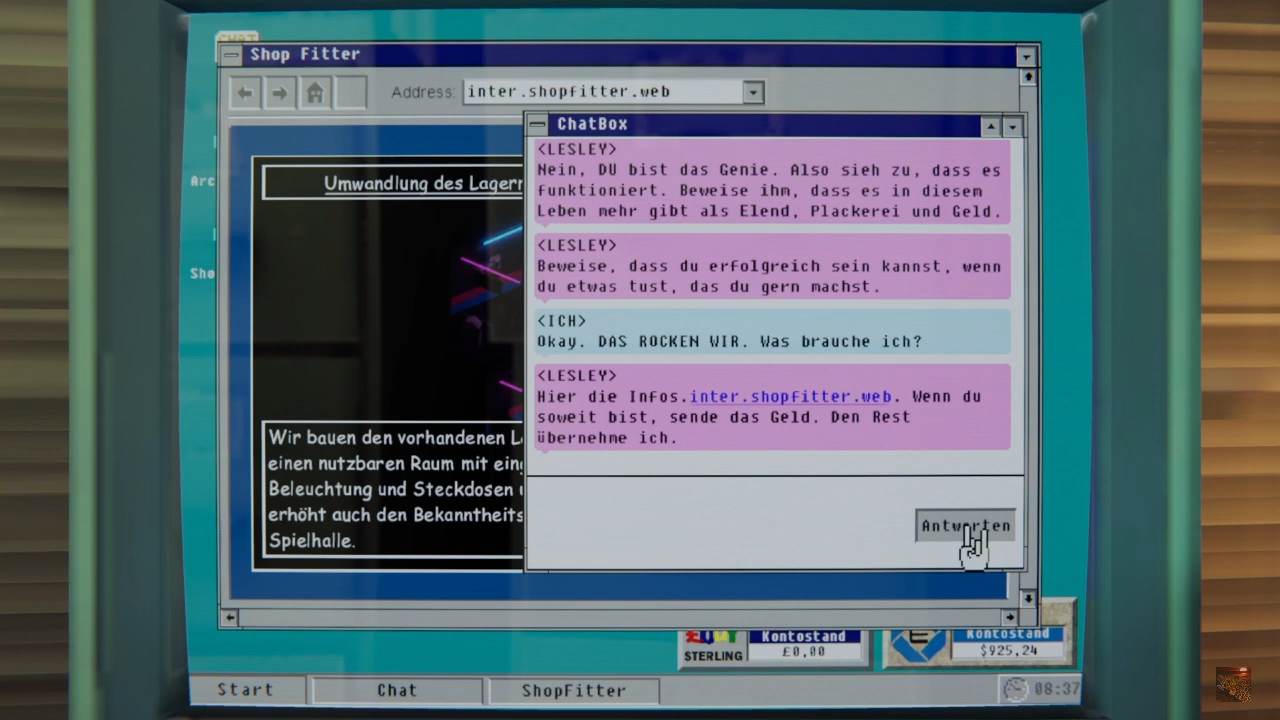 CHAT
Shop Fitter
Address: inter.shopfitter.web
ChatBox
<LESLEY>
Nein, DU bist das Genie. Also sieh zu, dass es
funktioniert. Beweise ihm, dass es in diesem
Leben mehr gibt als Elend, Plackerei und Geld.
<LESLEY>
Beweise, dass du erfolgreich sein kannst, wenn
du etwas tust, das du gern machst.
<ICH>
Okay. DAS ROCKEN WIR. Was brauche ich?
<LESLEY>
Hier die Infos.inter.shopfitter.web. Wenn du
soweit bist, sende das Geld. Den Rest
übernehme ich.
Antworten
Arc
Sho
Umwandlung des Lagerr
Wir bauen den vorhandenen L
einen nutzbaren Raum mit
Beleuchtung und Steckdosen
erhöht auch den Bekanntheits
Spielhalle.
STERLING
Kontostand
£0,00
Kontostand
$925,24
Start
Chat
ShopFitter
08:37